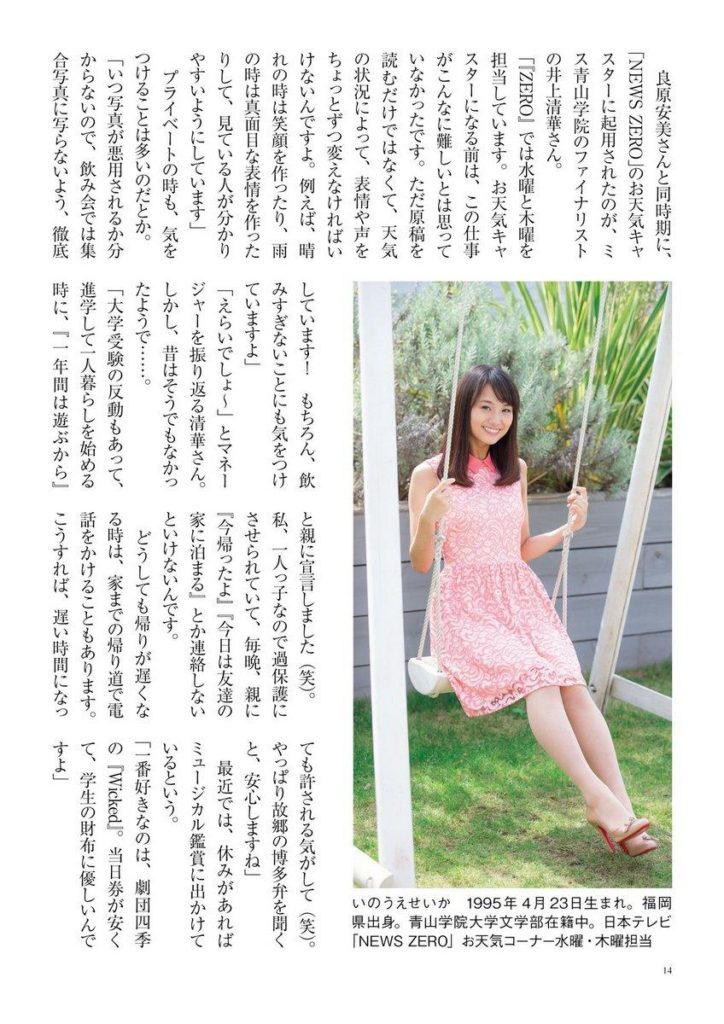 良原安美さんと同時期に、
「NEWS ZERO」のお天気キャ
スターに起用されたのが、ミ
ス青山学院のファイナリスト
の井上清華さん。
「『ZERO』では水曜と木曜を
担当しています。お天気キャ
スターになる前は、この仕事
がこんなに難しいとは思って
いなかったです。ただ原稿を
読むだけではなくて、天気
の状況によって、表情や声を
ちょっとずつ変えなければい
けないんですよ。例えば、晴
れの時は笑顔を作ったり、雨
の時は真面目な表情を作った
りして、見ている人が分かり
やすいようにしています」
プライベートの時も、気を
つけることは多いのだとか。
「いつ写真が悪用されるか分
からないので、飲み会では集
合写真に写らないよう、徹底
しています！　もちろん、飲
みすぎないことにも気をつけ
ていますよ」
「えらいでしょ〜」とマネー
ジャーを振り返る清華さん。
しかし、昔はそうでもなかっ
たようで……。
「大学受験の反動もあって、
進学して一人暮らしを始める
時に、『一年間は遊ぶから』
と親に宣言しました（笑）。
私、一人っ子なので過保護に
させられていて、毎晩、親に
『今帰ったよ』『今日は友達の
家に泊まる』とか連絡しない
といけないんです。
どうしても帰りが遅くな
る時は、家までの帰り道で電
話をかけることもあります。
こうすれば、遅い時間になっ
ても許される気がして（笑）。
やっぱり故郷の博多弁を聞く
と、安心しますね」
最近では、休みがあれば
ミュージカル鑑賞に出かけて
いるという。
「一番好きなのは、劇団四季
の『Wicked』。当日券が安く
て、学生の財布に優しいんで
すよ」
いのうえせいか　1995年4月23日生まれ。福岡
県出身。青山学院大学文学部在籍中。日本テレビ
「NEWS ZERO」お天気コーナー水曜・木曜担当
14